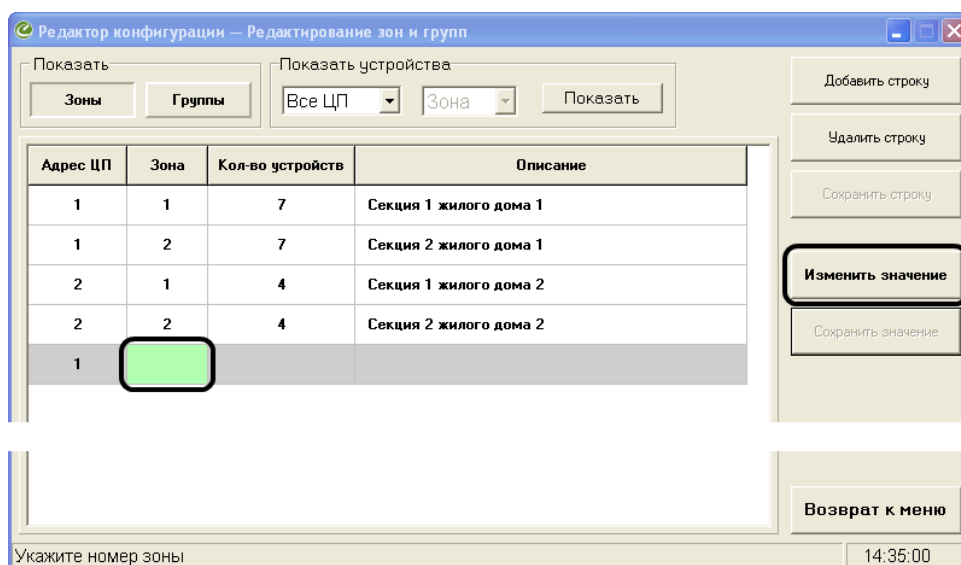 Редактор конфигурации — Редактирование зон и групп
Показать
Показать устройства
Зоны Группы
Все ЦП Зона Показать
Добавить строку
Удалить строку
Сохранить строку
Изменить значение
Сохранить значение
Адрес ЦП Зона Кол-во устройств Описание
1 1 7 Секция 1 жилого дома 1
1 2 7 Секция 2 жилого дома 1
2 1 4 Секция 1 жилого дома 2
2 2 4 Секция 2 жилого дома 2
1
Возврат к меню
Укажите номер зоны 14:35:00